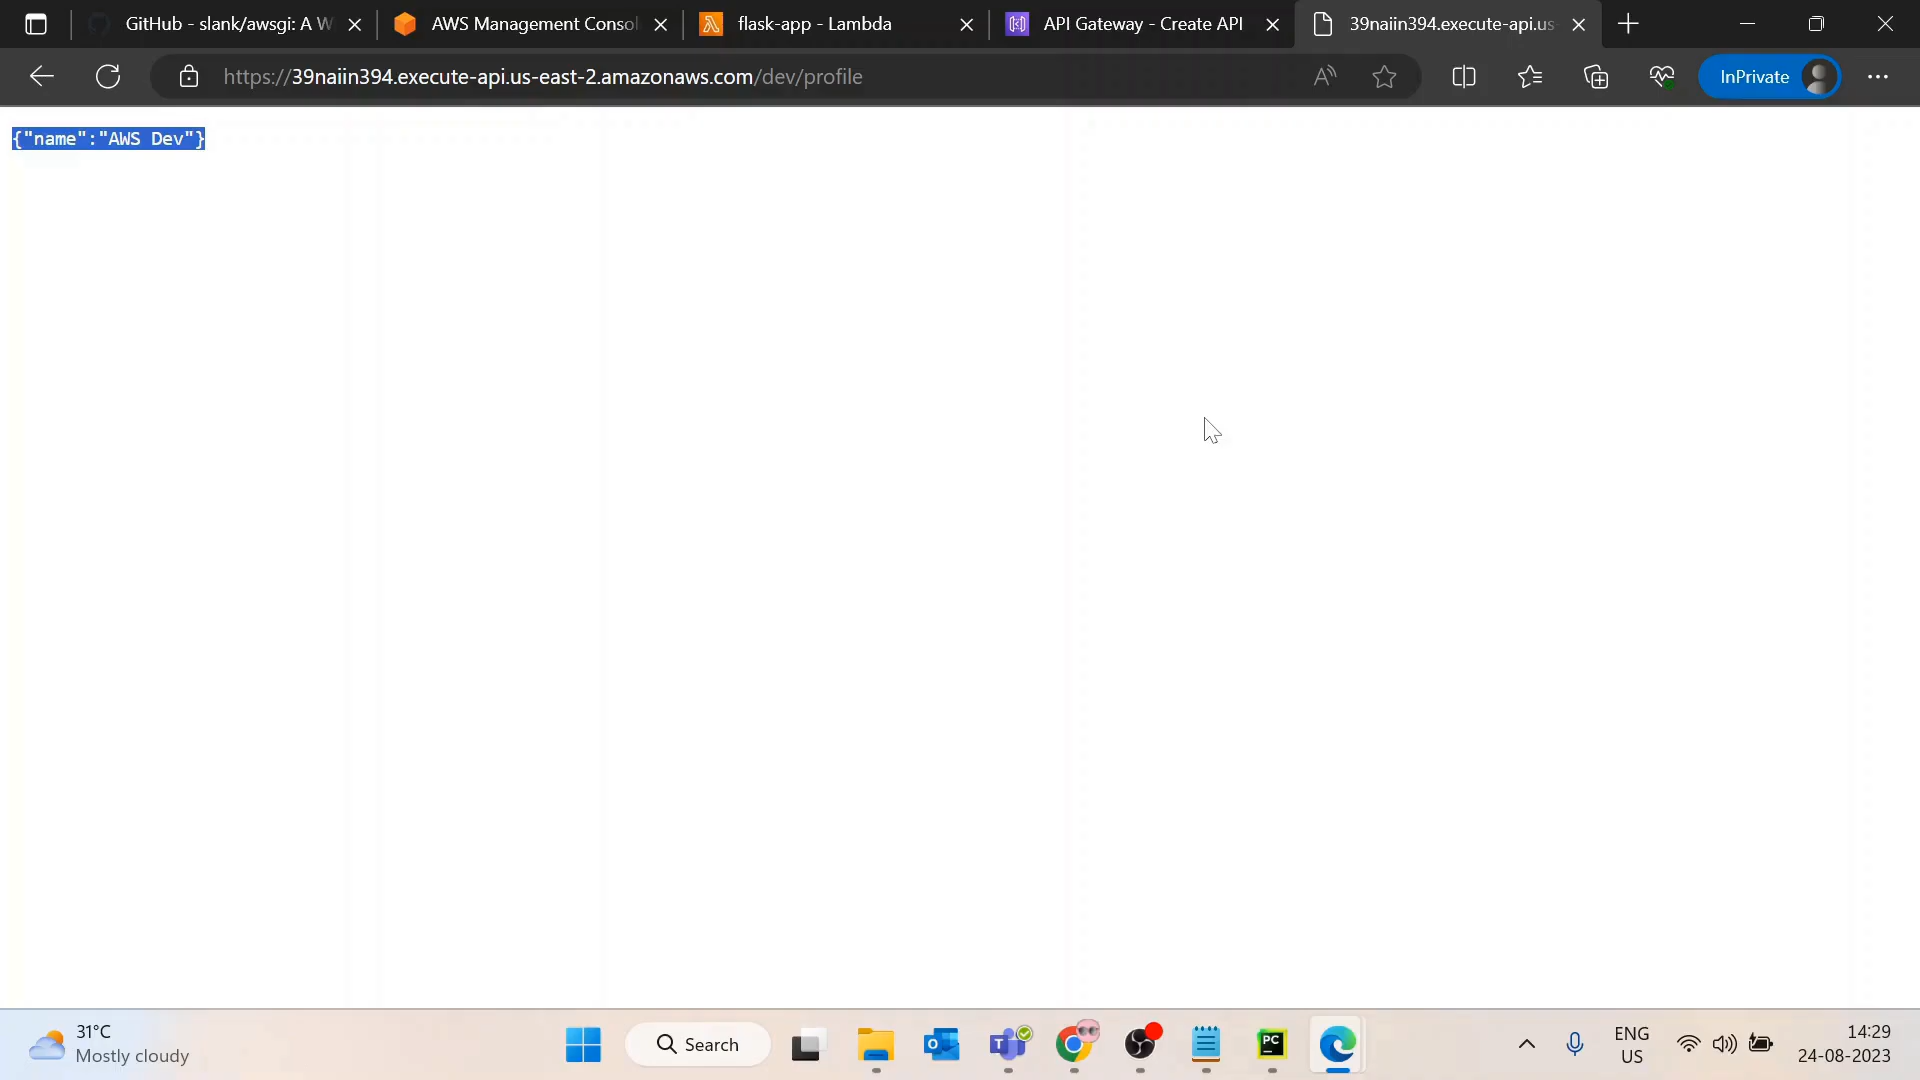 GitHub - slank/awsgi: A W
AWS Management Consol
flask-app - Lambda
API Gateway - Create API
39naiin394.execute-api.us-
https://39naiin394.execute-api.us-east-2.amazonaws.com/dev/profile
InPrivate
{"name":"AWS Dev"}
31°C
Mostly cloudy
Search
ENG
US
14:29
24-08-2023